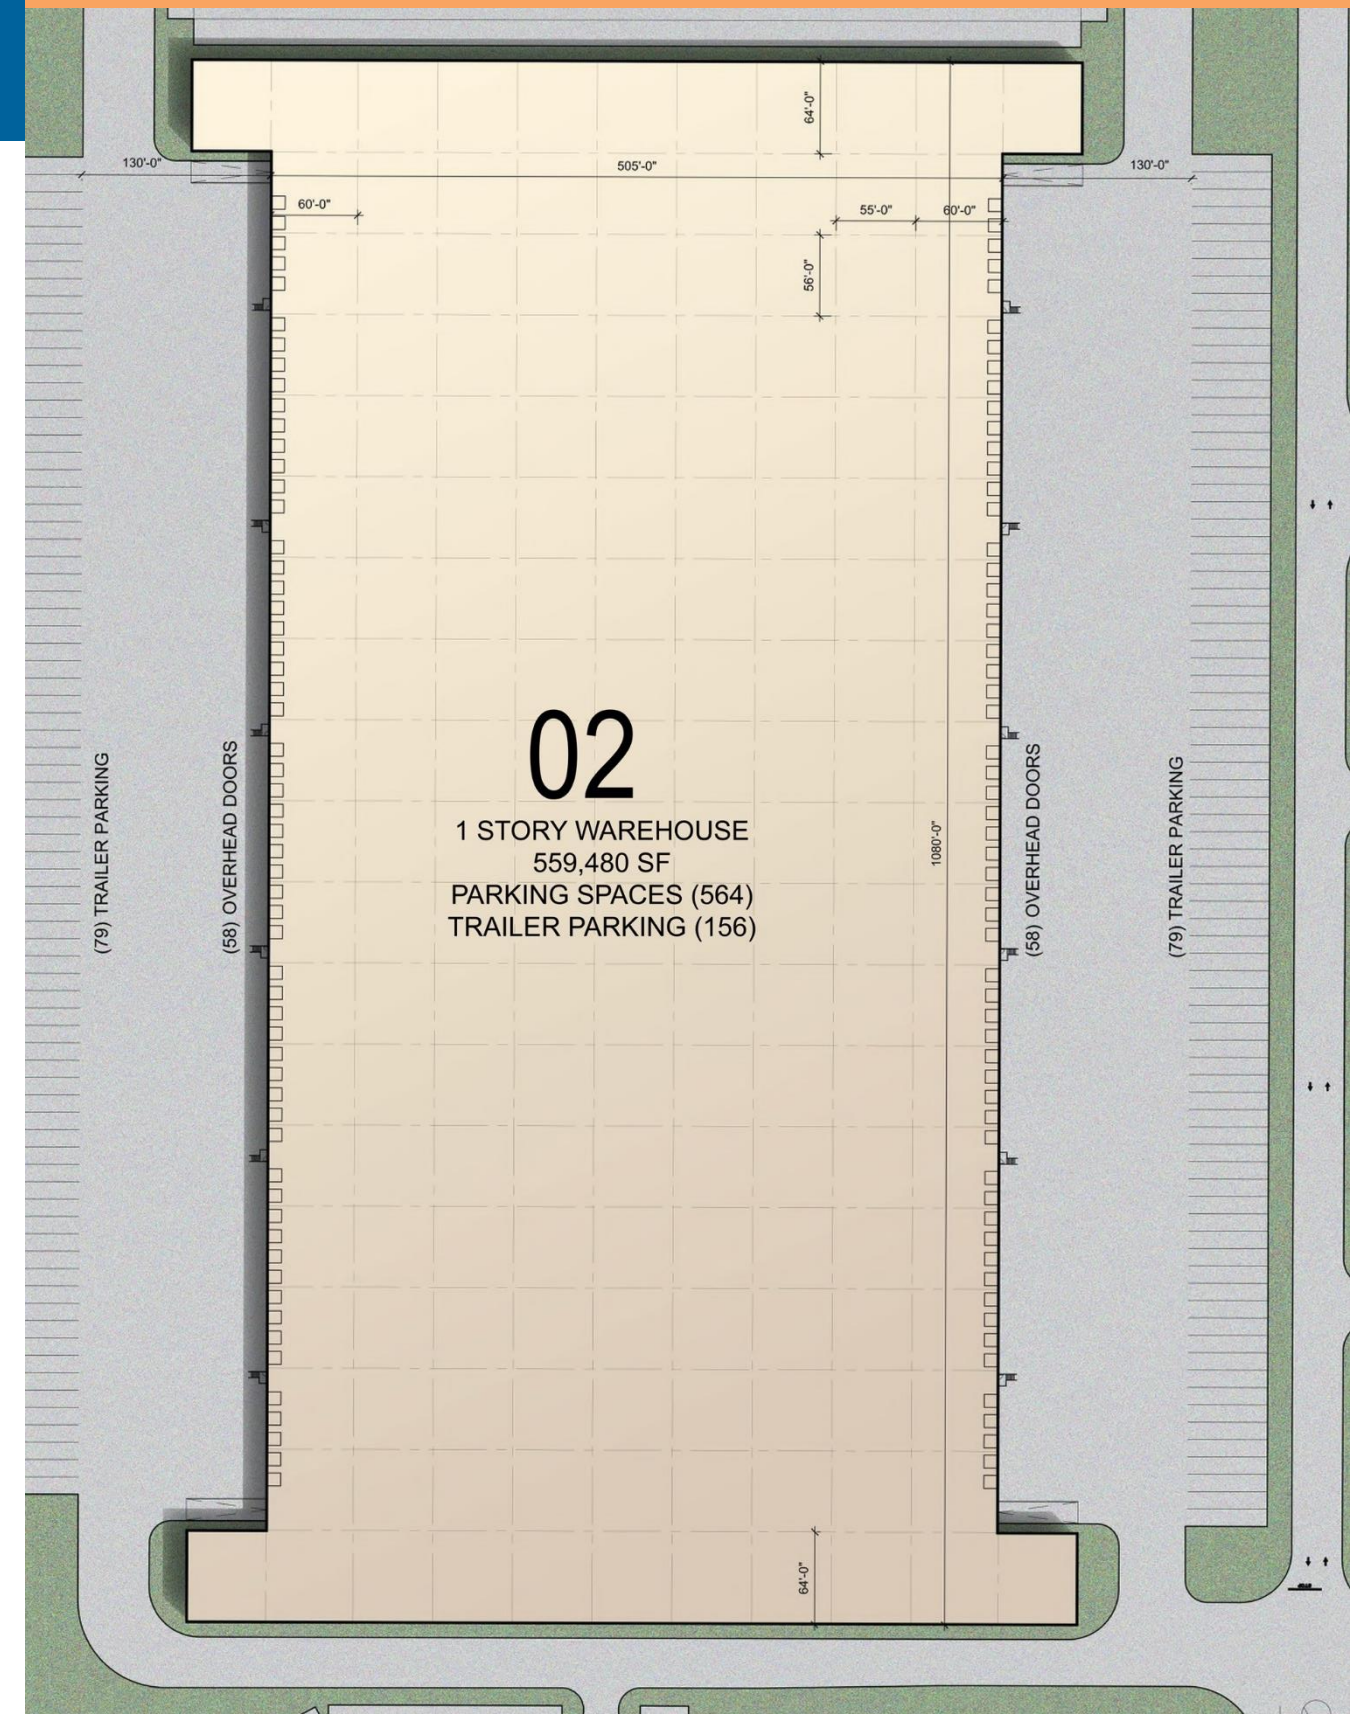 64'-0"
130'-0"
505'-0"
130'-0"
60'-0"
55'-0"
60'-0"
56'-0"
02
1 STORY WAREHOUSE
559,480 SF
PARKING SPACES (564)
TRAILER PARKING (156)
1080'-0"
(79) TRAILER PARKING
(58) OVERHEAD DOORS
(58) OVERHEAD DOORS
(79) TRAILER PARKING
64'-0"